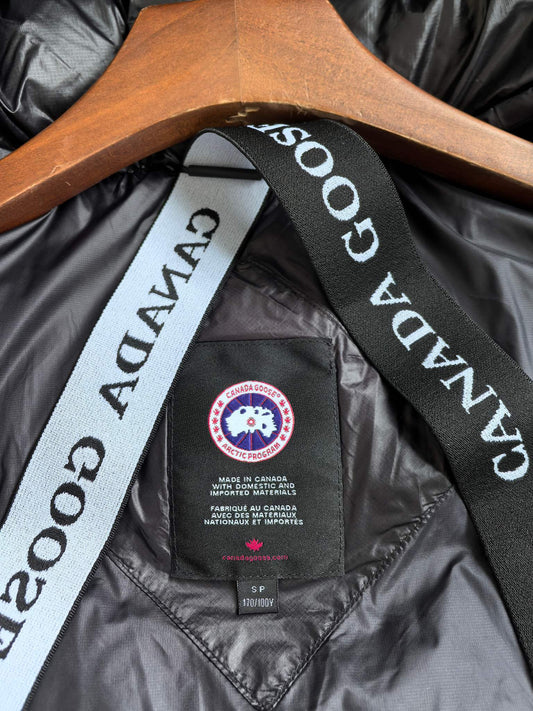 CANADA GOOSE
CANADA GOOSE
CANADA GOOSE
CANADA GOOSE®
ARCTIC PROGRAM
MADE IN CANADA
WITH DOMESTIC AND
IMPORTED MATERIALS
FABRIQUÉ AU CANADA
AVEC DES MATÉRIAUX
NATIONAUX ET IMPORTÉS
canadagoose.com
SP
170/100Y